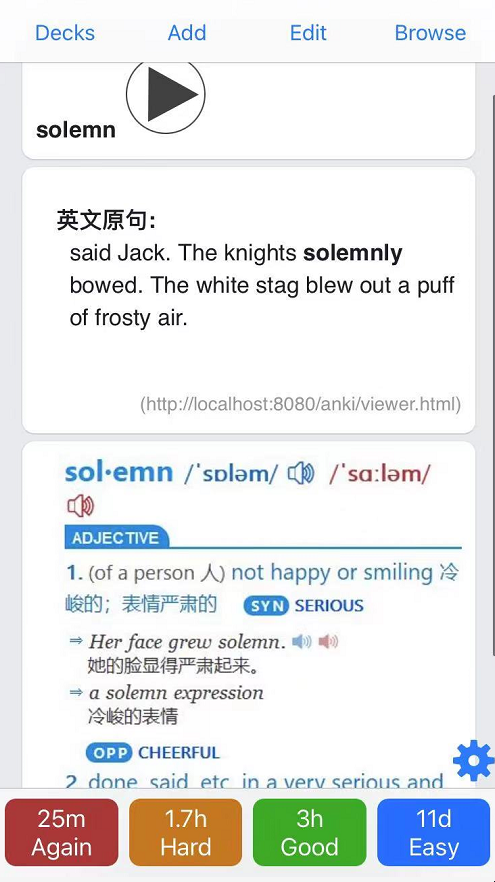 Decks Add Edit Browse
solemn
英文原句:
said Jack. The knights solemnly
bowed. The white stag blew out a puff
of frosty air.
(http://localhost:8080/anki/viewer.html)
sol·emn /ˈsɒləm/ /ˈsɑːləm/
ADJECTIVE
1. (of a person 人) not happy or smiling 冷
峻的；表情严肃的 SYN SERIOUS
⇒ Her face grew solemn.
她的脸显得严肃起来。
⇒ a solemn expression
冷峻的表情
OPP CHEERFUL
2. done, said, etc. in a very serious and
25m 1.7h 3h 11d
Again Hard Good Easy